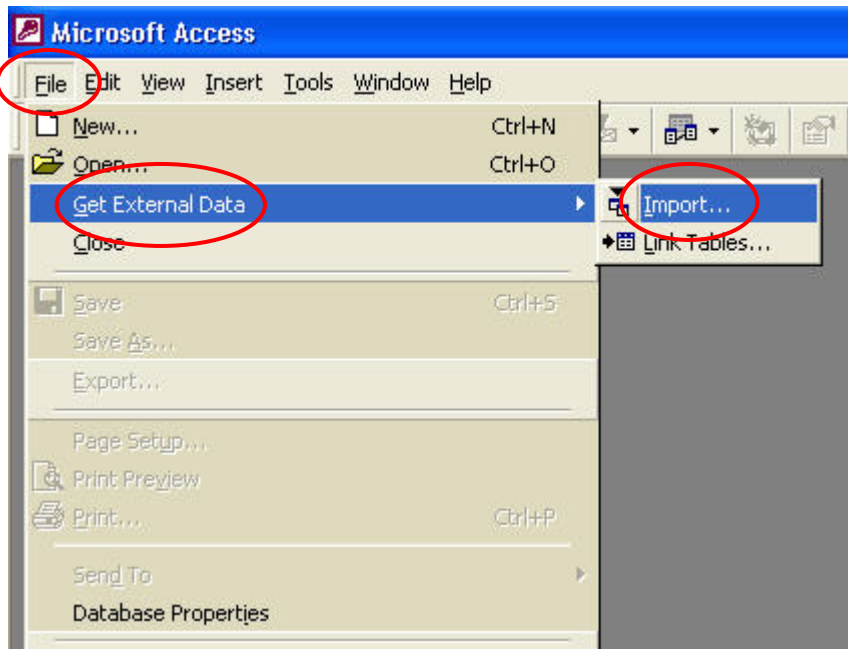 Microsoft Access
File Edit View Insert Tools Window Help
New... Ctrl+N
Open... Ctrl+O
Get External Data Import...
Close Link Tables...
Save Ctrl+S
Save As...
Export...
Page Setup...
Print Preview
Print... Ctrl+P
Send To
Database Properties